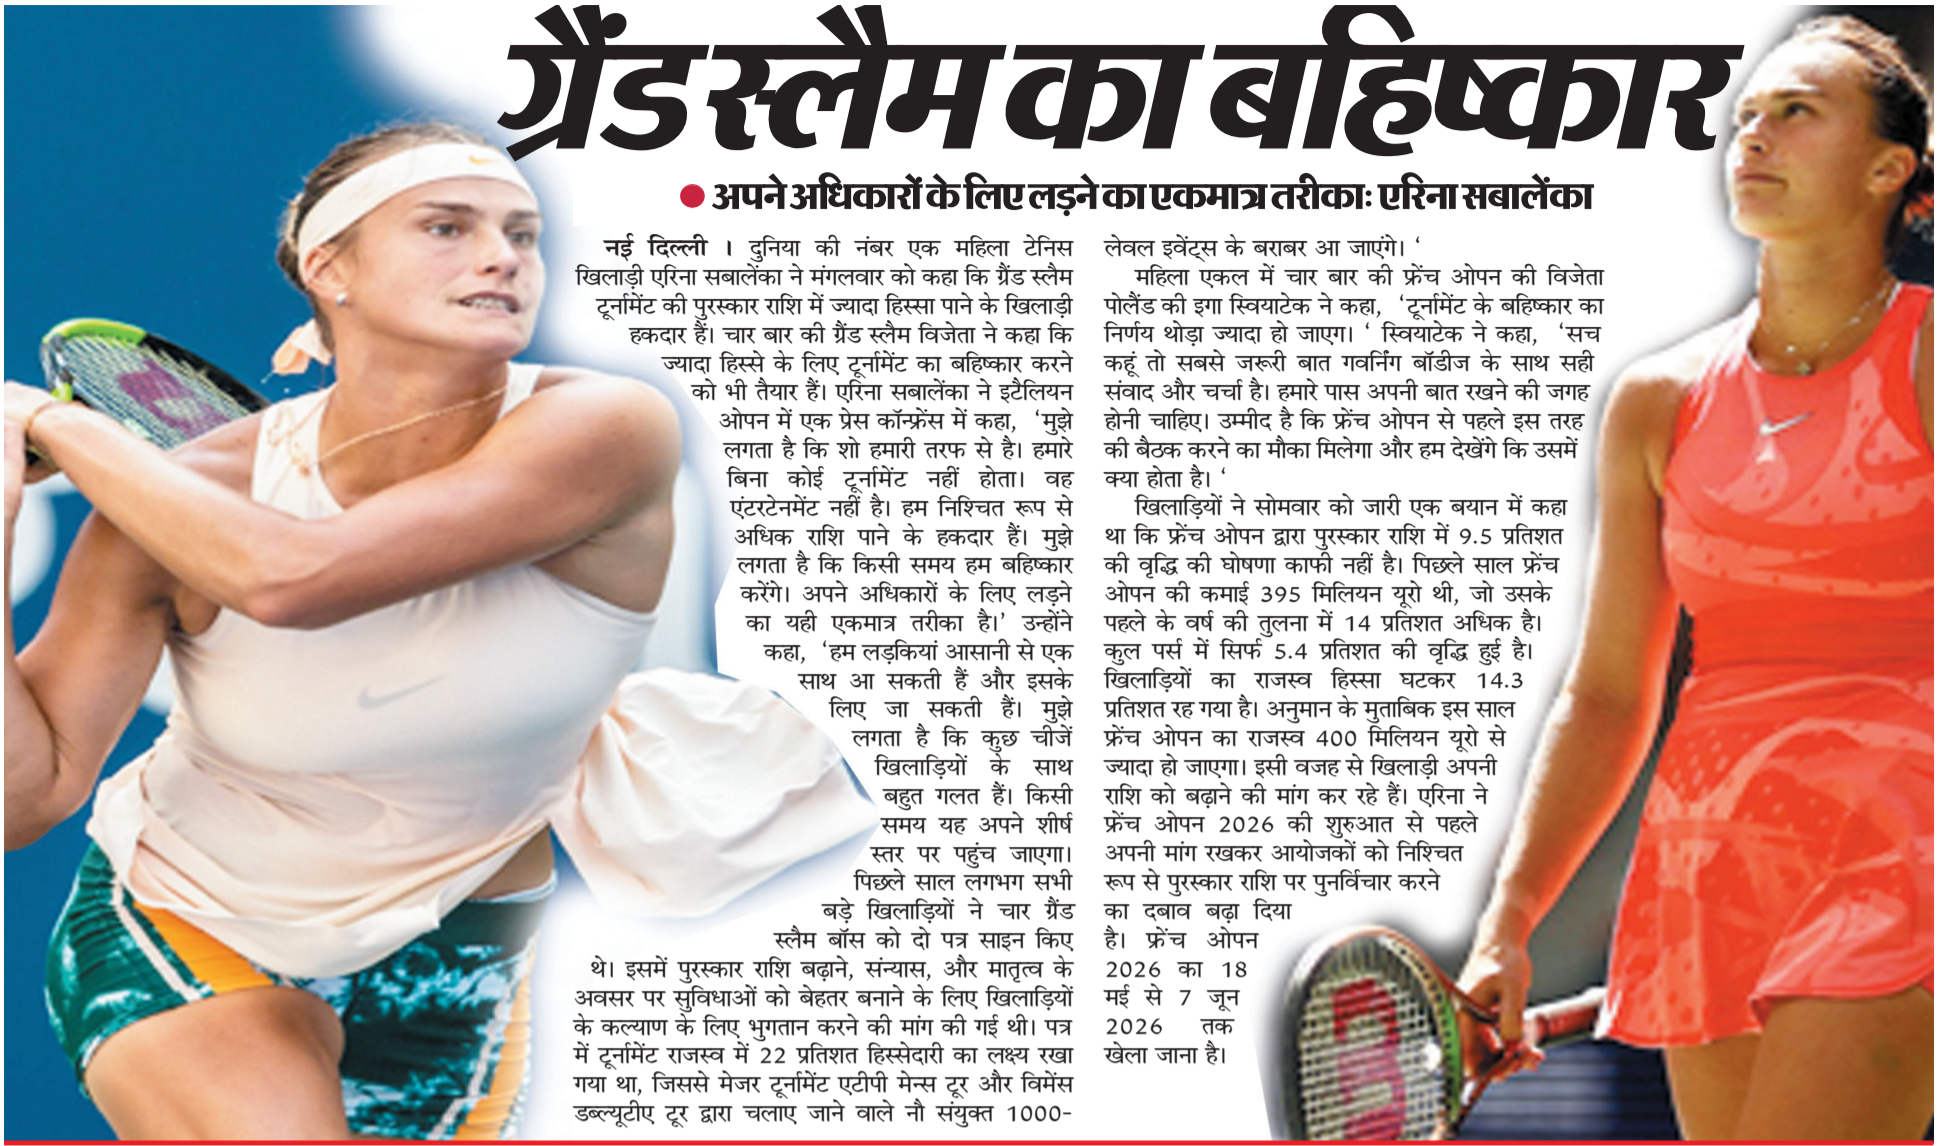 ग्रैंड स्लैम का बहिष्कार
● अपने अधिकारों के लिए लड़ने का एकमात्र तरीकाः एरिना सबालेंका
नई दिल्ली । दुनिया की नंबर एक महिला टेनिस
खिलाड़ी एरिना सबालेंका ने मंगलवार को कहा कि ग्रैंड स्लैम
टूर्नामेंट की पुरस्कार राशि में ज्यादा हिस्सा पाने के खिलाड़ी
हकदार हैं। चार बार की ग्रैंड स्लैम विजेता ने कहा कि
ज्यादा हिस्से के लिए टूर्नामेंट का बहिष्कार करने
को भी तैयार हैं। एरिना सबालेंका ने इटैलियन
ओपन में एक प्रेस कॉन्फ्रेंस में कहा, ‘मुझे
लगता है कि शो हमारी तरफ से है। हमारे
बिना कोई टूर्नामेंट नहीं होता। वह
एंटरटेनमेंट नहीं है। हम निश्चित रूप से
अधिक राशि पाने के हकदार हैं। मुझे
लगता है कि किसी समय हम बहिष्कार
करेंगे। अपने अधिकारों के लिए लड़ने
का यही एकमात्र तरीका है।’ उन्होंने
कहा, ‘हम लड़कियां आसानी से एक
साथ आ सकती हैं और इसके
लिए जा सकती हैं। मुझे
लगता है कि कुछ चीजें
खिलाड़ियों के साथ
बहुत गलत हैं। किसी
समय यह अपने शीर्ष
स्तर पर पहुंच जाएगा।
पिछले साल लगभग सभी
बड़े खिलाड़ियों ने चार ग्रैंड
स्लैम बॉस को दो पत्र साइन किए
थे। इसमें पुरस्कार राशि बढ़ाने, संन्यास, और मातृत्व के
अवसर पर सुविधाओं को बेहतर बनाने के लिए खिलाड़ियों
के कल्याण के लिए भुगतान करने की मांग की गई थी। पत्र
में टूर्नामेंट राजस्व में 22 प्रतिशत हिस्सेदारी का लक्ष्य रखा
गया था, जिससे मेजर टूर्नामेंट एटीपी मेन्स टूर और विमेंस
डब्ल्यूटीए टूर द्वारा चलाए जाने वाले नौ संयुक्त 1000-
लेवल इवेंट्स के बराबर आ जाएंगे। ‘
महिला एकल में चार बार की फ्रेंच ओपन की विजेता
पोलैंड की इगा स्वियाटेक ने कहा, ‘टूर्नामेंट के बहिष्कार का
निर्णय थोड़ा ज्यादा हो जाएग। ‘ स्वियाटेक ने कहा, ‘सच
कहूं तो सबसे जरूरी बात गवर्निंग बॉडीज के साथ सही
संवाद और चर्चा है। हमारे पास अपनी बात रखने की जगह
होनी चाहिए। उम्मीद है कि फ्रेंच ओपन से पहले इस तरह
की बैठक करने का मौका मिलेगा और हम देखेंगे कि उसमें
क्या होता है। ‘
खिलाड़ियों ने सोमवार को जारी एक बयान में कहा
था कि फ्रेंच ओपन द्वारा पुरस्कार राशि में 9.5 प्रतिशत
की वृद्धि की घोषणा काफी नहीं है। पिछले साल फ्रेंच
ओपन की कमाई 395 मिलियन यूरो थी, जो उसके
पहले के वर्ष की तुलना में 14 प्रतिशत अधिक है।
कुल पर्स में सिर्फ 5.4 प्रतिशत की वृद्धि हुई है।
खिलाड़ियों का राजस्व हिस्सा घटकर 14.3
प्रतिशत रह गया है। अनुमान के मुताबिक इस साल
फ्रेंच ओपन का राजस्व 400 मिलियन यूरो से
ज्यादा हो जाएगा। इसी वजह से खिलाड़ी अपनी
राशि को बढ़ाने की मांग कर रहे हैं। एरिना ने
फ्रेंच ओपन 2026 की शुरुआत से पहले
अपनी मांग रखकर आयोजकों को निश्चित
रूप से पुरस्कार राशि पर पुनर्विचार करने
का दबाव बढ़ा दिया
है। फ्रेंच ओपन
2026 का 18
मई से 7 जून
2026 तक
खेला जाना है।